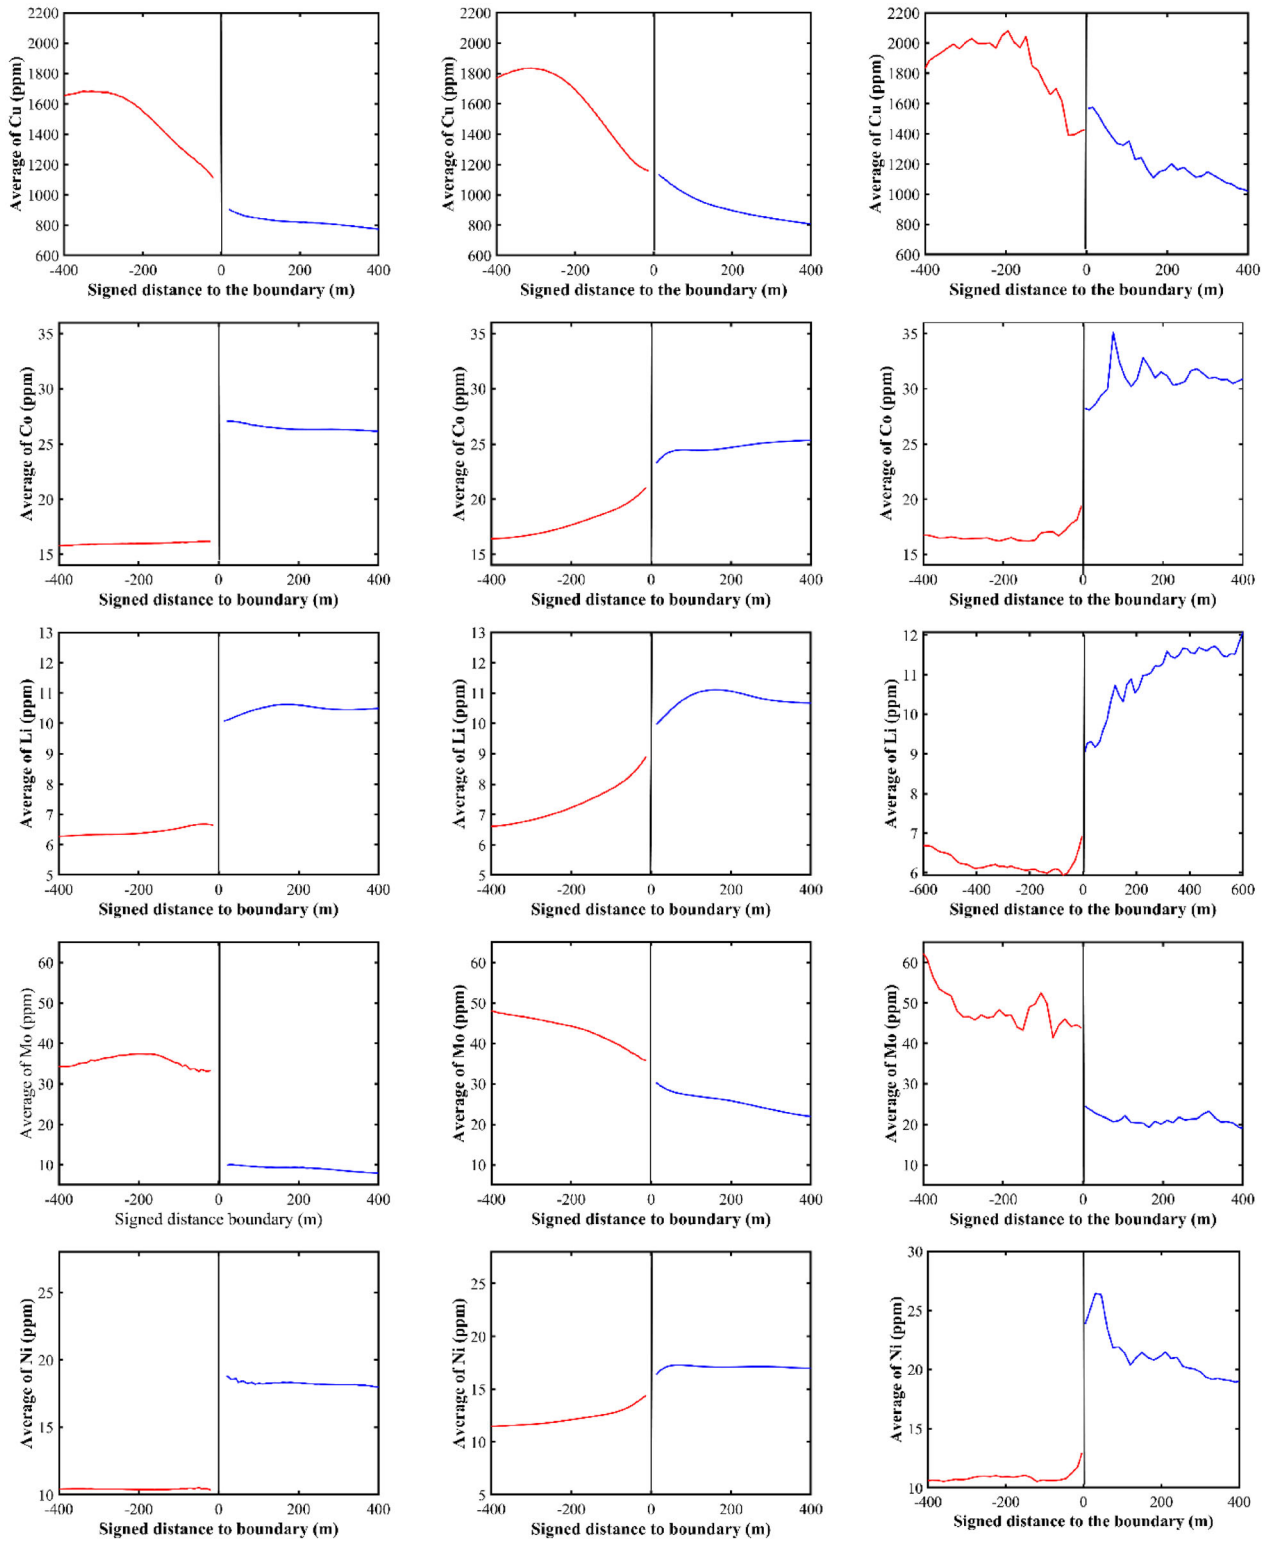 Average of Cu (ppm)
2200
2000
1800
1600
1400
1200
1000
800
600
-400 -200 0 200 400
Signed distance to the boundary (m)
Average of Cu (ppm)
2200
2000
1800
1600
1400
1200
1000
800
600
-400 -200 0 200 400
Signed distance to the boundary (m)
Average of Cu (ppm)
2200
2000
1800
1600
1400
1200
1000
800
600
-400 -200 0 200 400
Signed distance to the boundary (m)
Average of Co (ppm)
35
30
25
20
15
-400 -200 0 200 400
Signed distance to boundary (m)
Average of Co (ppm)
35
30
25
20
15
-400 -200 0 200 400
Signed distance to boundary (m)
Average of Co (ppm)
35
30
25
20
15
-400 -200 0 200 400
Signed distance to the boundary (m)
Average of Li (ppm)
13
11
10
9
8
7
6
5
-400 -200 0 200 400
Signed distance to boundary (m)
Average of Li (ppm)
13
11
10
9
8
7
6
5
-400 -200 0 200 400
Signed distance to boundary (m)
Average of Li (ppm)
12
11
10
9
8
7
6
-600 -400 -200 0 200 400 600
Signed distance to the boundary (m)
Average of Mo (ppm)
60
50
40
30
20
10
-400 -200 0 200 400
Signed distance boundary (m)
Average of Mo (ppm)
60
50
40
30
20
10
-400 -200 0 200 400
Signed distance to boundary (m)
Average of Mo (ppm)
60
50
40
30
20
10
-400 -200 0 200 400
Signed distance to the boundary (m)
Average of Ni (ppm)
25
20
15
10
-400 -200 0 200 400
Signed distance to boundary (m)
Average of Ni (ppm)
25
20
15
10
5
-400 -200 0 200 400
Signed distance to boundary (m)
Average of Ni (ppm)
30
25
20
15
10
-400 -200 0 200 400
Signed distance to the boundary (m)